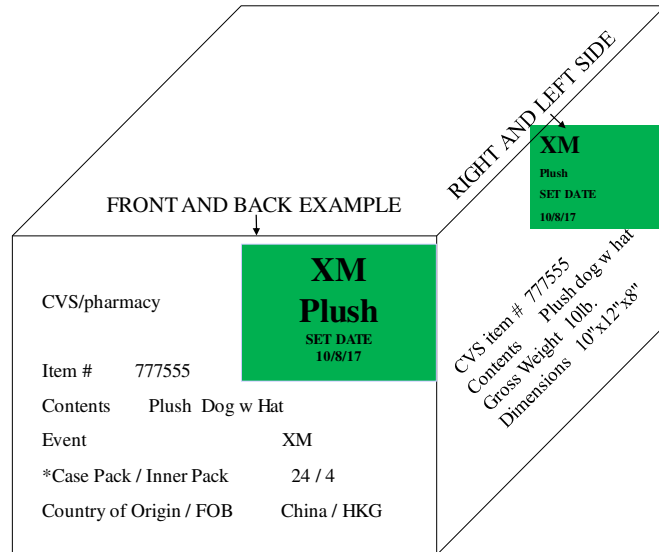 RIGHT AND LEFT SIDE
XM
Plush
SET DATE
10/8/17
FRONT AND BACK EXAMPLE
XM
Plush
SET DATE
10/8/17
CVS/pharmacy
Item # 777555
Contents Plush Dog w Hat
Event XM
*Case Pack / Inner Pack 24 / 4
Country of Origin / FOB China / HKG
CVS item # 777555
Contents Plush dog w hat
Gross Weight 10lb.
Dimensions 10"x12"x8"